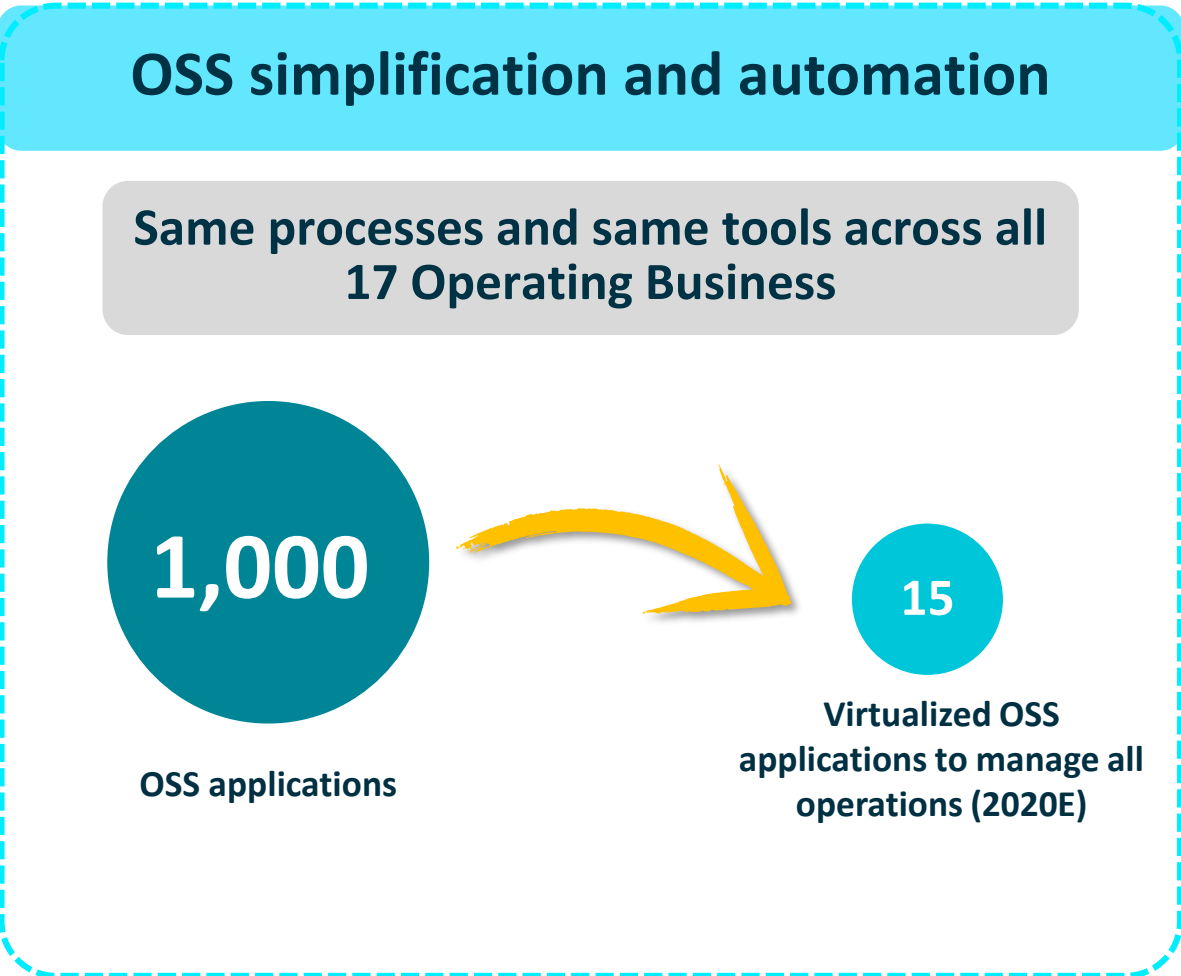 OSS simplification and automation
Same processes and same tools across all
17 Operating Business
1,000
15
OSS applications
Virtualized OSS
applications to manage all
operations (2020E)